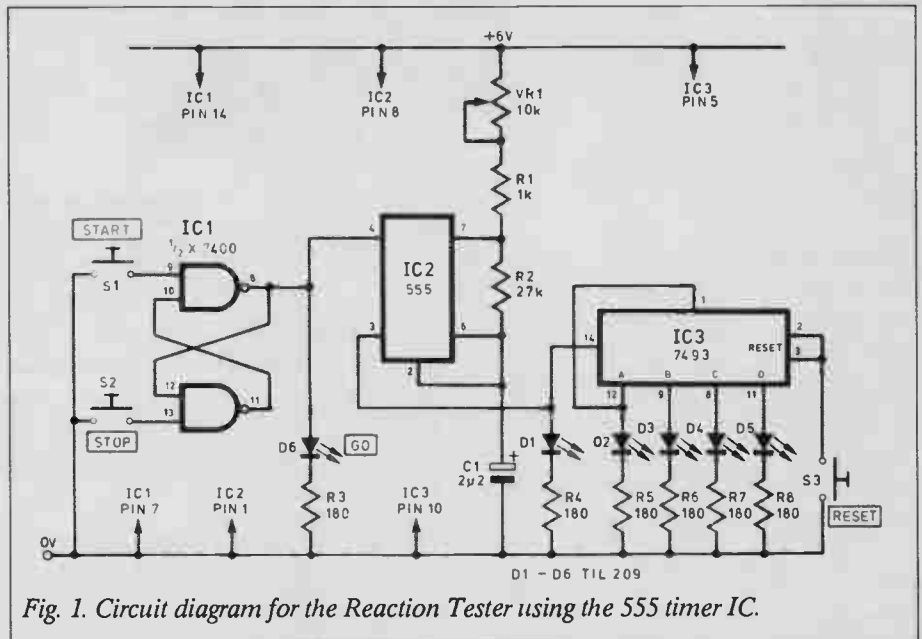 +6V
IC1
PIN 14
IC2
PIN 8
IC3
PIN 5
VR1
10k
R1
1k
START
IC1
1/2 X 7400
S1
9
10
8
4
7
IC2
555
R2
27k
3
6
2
1
14
IC3
7493
RESET
2
3
A
B
C
D
12
9
8
11
12
13
11
S2
STOP
D6
GO
C1
2µ2
+
D1
D2
D3
D4
D5
S3
RESET
IC1
PIN 7
IC2
PIN 1
R3
180
IC3
PIN 10
R4
180
R5
180
R6
180
R7
180
R8
180
0V
D1 – D6 TIL 209
Fig. 1. Circuit diagram for the Reaction Tester using the 555 timer IC.